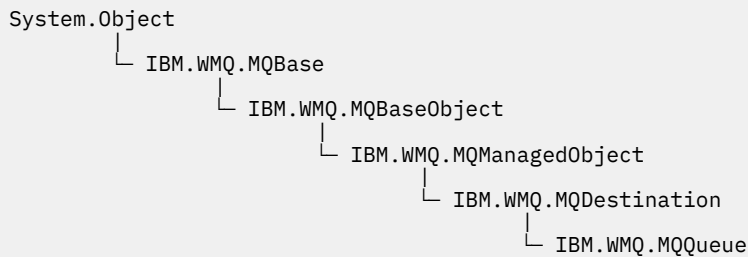 System.Object
IBM.WMQ.MQBase
IBM.WMQ.MQBaseObject
IBM.WMQ.MQManagedObject
IBM.WMQ.MQDestination
IBM.WMQ.MQQueue